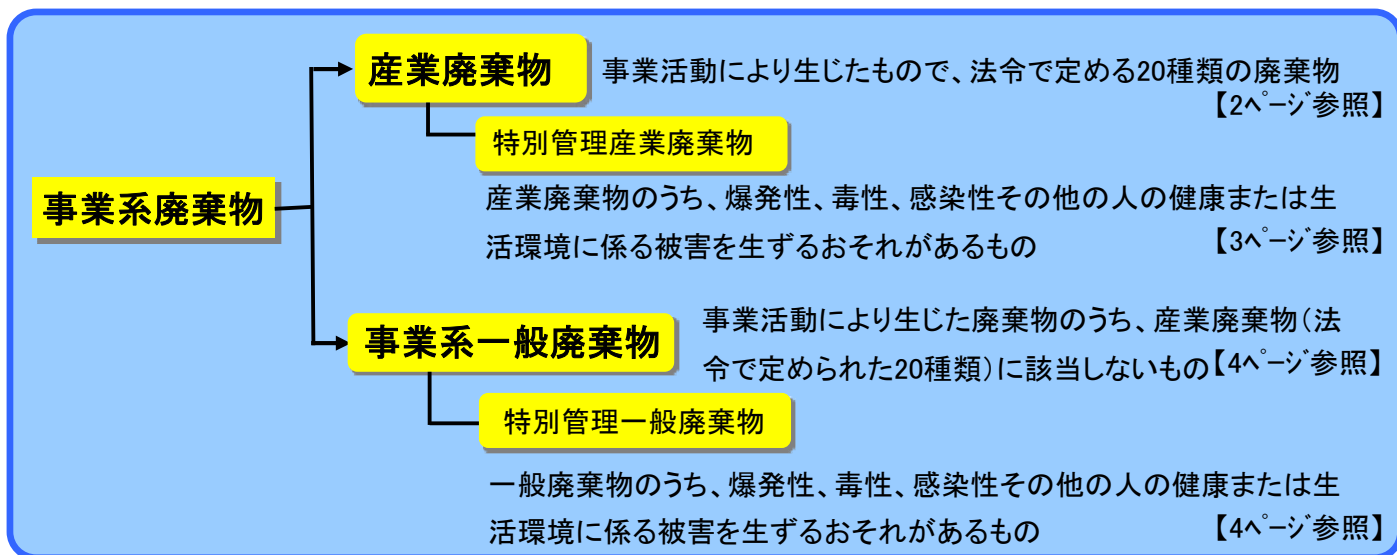 産業廃棄物
事業活動により生じたもので、法令で定める20種類の廃棄物
【2ﾍﾟｰｼﾞ参照】
特別管理産業廃棄物
産業廃棄物のうち、爆発性、毒性、感染性その他の人の健康または生
活環境に係る被害を生ずるおそれがあるもの
【3ﾍﾟｰｼﾞ参照】
事業系廃棄物
事業系一般廃棄物
事業活動により生じた廃棄物のうち、産業廃棄物（法
令で定められた20種類）に該当しないもの【4ﾍﾟｰｼﾞ参照】
特別管理一般廃棄物
一般廃棄物のうち、爆発性、毒性、感染性その他の人の健康または生
活環境に係る被害を生ずるおそれがあるもの
【4ﾍﾟｰｼﾞ参照】